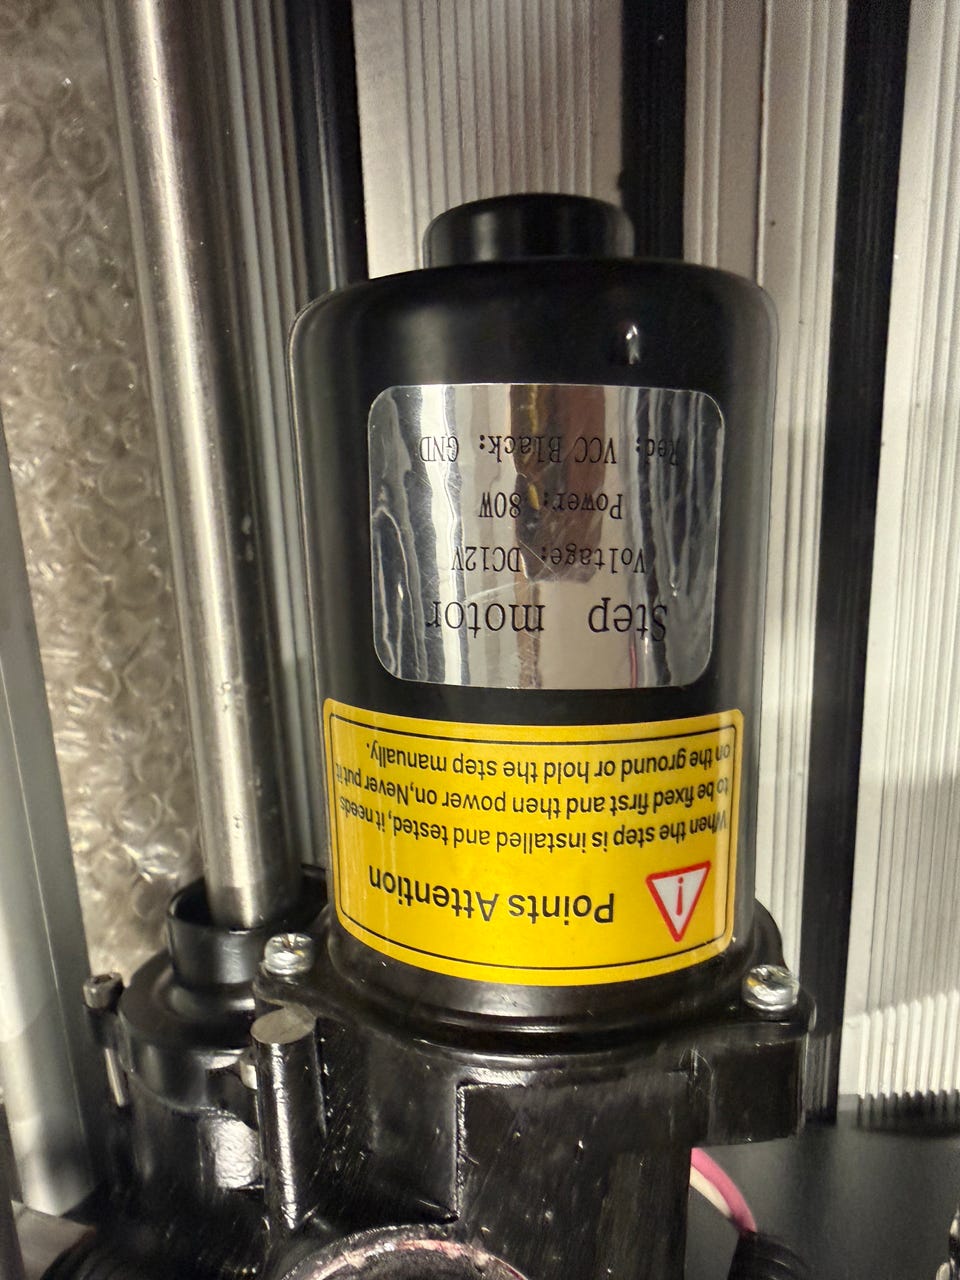 Points Attention
When the step is installed and tested, it needs
to be fixed first and then power on,Never put it
on the ground or hold the step manually.
Step motor
Voltage: DC12V
Power: 80W
Red: VCC Black: GND